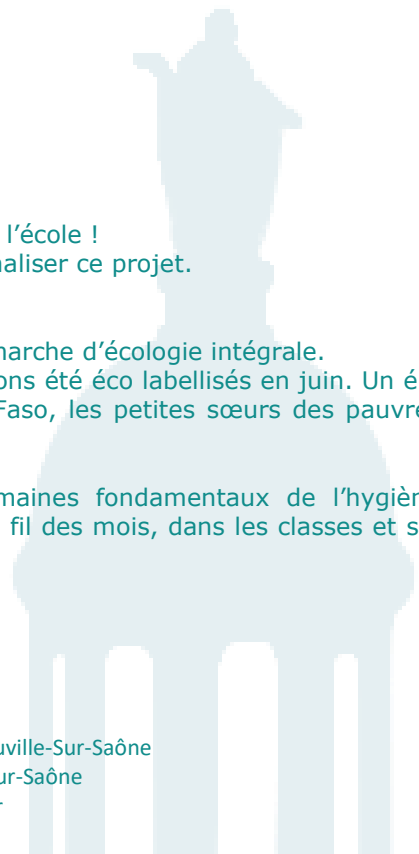 l'école !
naliser ce projet.
marche d'écologie intégrale.
ons été éco labellisés en juin. Un é
Faso, les petites sœurs des pauvre
maines fondamentaux de l'hygièn
fil des mois, dans les classes et s
uville-Sur-Saône
ur-Saône